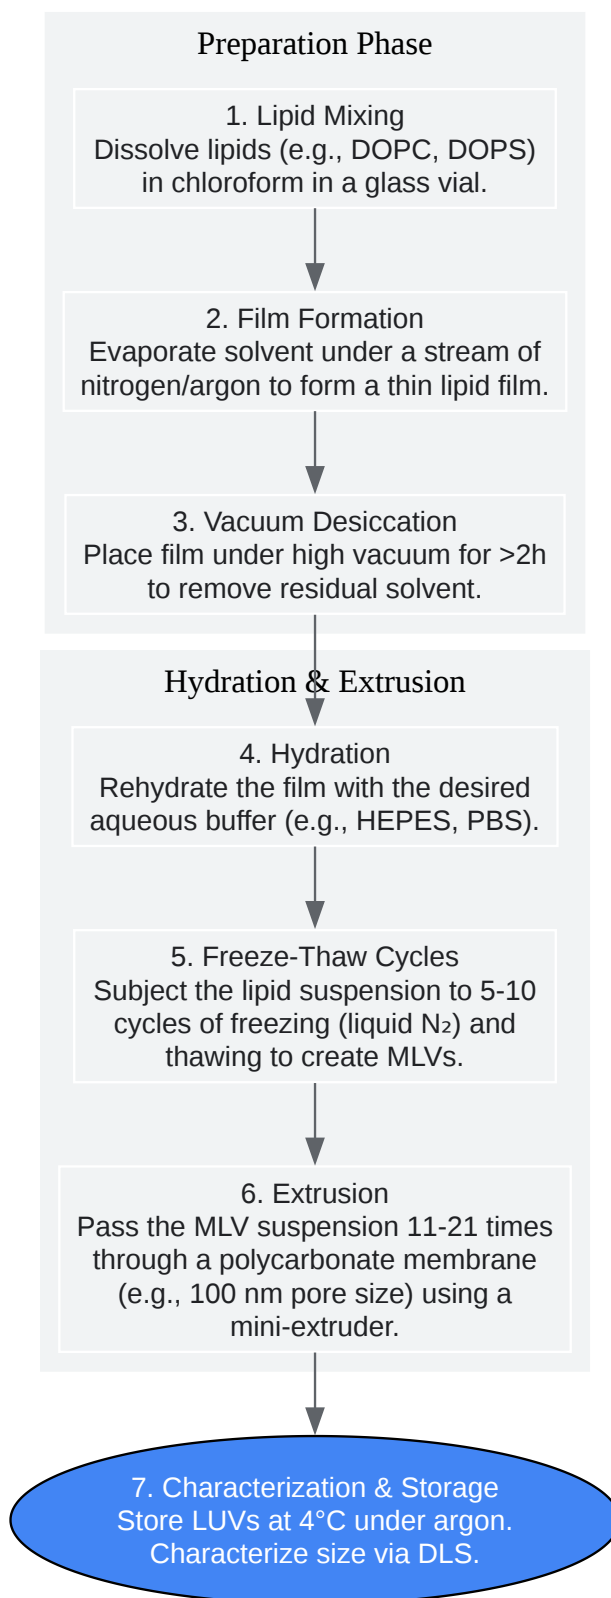 Preparation Phase
1. Lipid Mixing
Dissolve lipids (e.g., DOPC, DOPS)
in chloroform in a glass vial.
2. Film Formation
Evaporate solvent under a stream of
nitrogen/argon to form a thin lipid film.
3. Vacuum Desiccation
Place film under high vacuum for >2h
to remove residual solvent.
Hydration & Extrusion
4. Hydration
Rehydrate the film with the desired
aqueous buffer (e.g., HEPES, PBS).
5. Freeze-Thaw Cycles
Subject the lipid suspension to 5-10
cycles of freezing (liquid N₂) and
thawing to create MLVs.
6. Extrusion
Pass the MLV suspension 11-21 times
through a polycarbonate membrane
(e.g., 100 nm pore size) using a
mini-extruder.
7. Characterization & Storage
Store LUVs at 4°C under argon.
Characterize size via DLS.